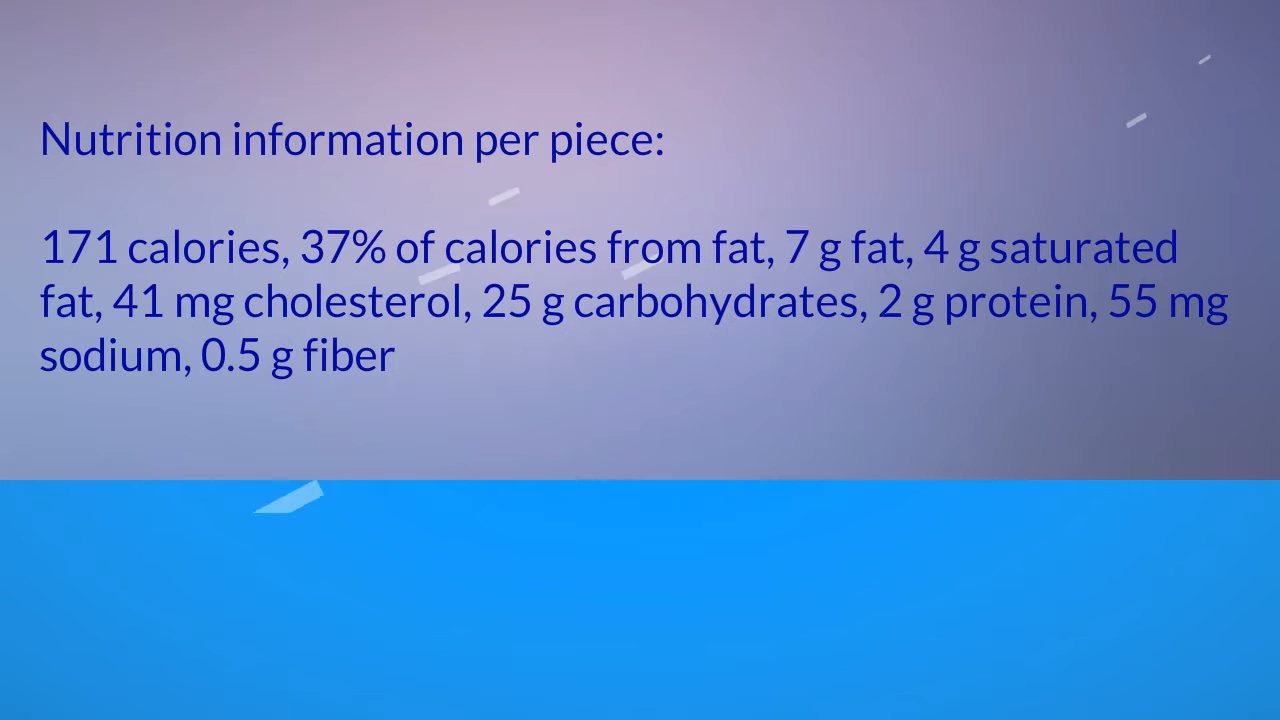 Nutrition information per piece:
171 calories, 37% of calories from fat, 7 g fat, 4 g saturated
fat, 41 mg cholesterol, 25 g carbohydrates, 2 g protein, 55 mg
sodium, 0.5 g fiber